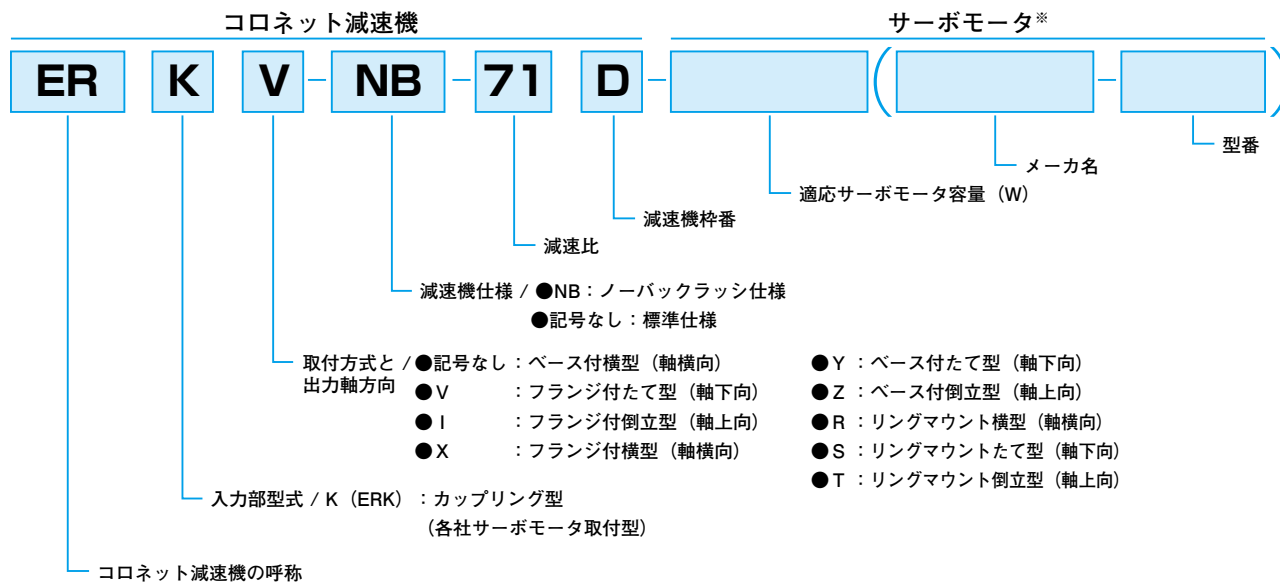 コロネット減速機
サーボモータ※
ER K V - NB - 71 D - ( - )
型番
メーカ名
適応サーボモータ容量（W）
減速機枠番
減速比
減速機仕様 / ●NB：ノーバックラッシ仕様
●記号なし：標準仕様
取付方式と / ●記号なし：ベース付横型（軸横向）
出力軸方向
●V：フランジ付たて型（軸下向）
●I：フランジ付倒立型（軸上向）
●X：フランジ付横型（軸横向）
●Y：ベース付たて型（軸下向）
●Z：ベース付倒立型（軸上向）
●R：リングマウント横型（軸横向）
●S：リングマウントたて型（軸下向）
●T：リングマウント倒立型（軸上向）
入力部型式 / K（ERK）：カップリング型
（各社サーボモータ取付型）
コロネット減速機の呼称